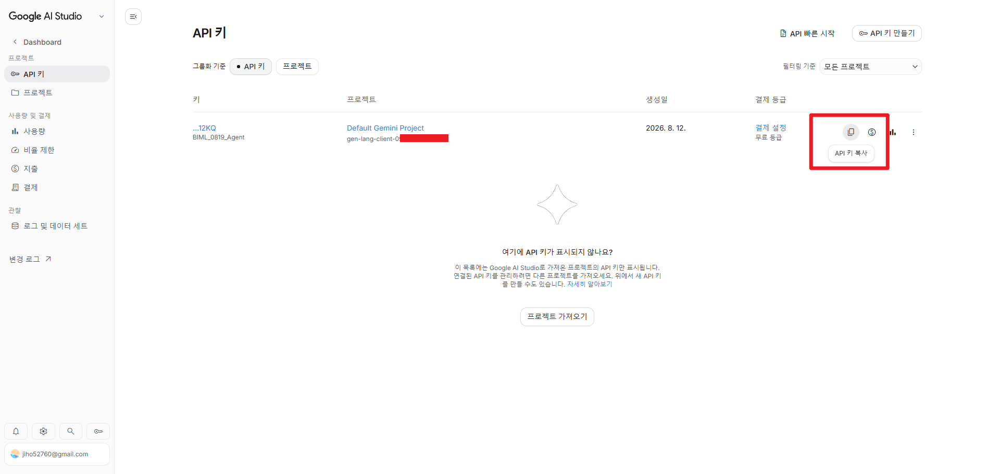 Google AI Studio
Dashboard
프로젝트
API 키
프로젝트
사용량 및 결제
사용량
비율 제한
지출
결제
관찰
로그 및 데이터 세트
변경 로그
jiho52760@gmail.com
API 키
API 빠른 시작
API 키 만들기
그룹화 기준
API 키
프로젝트
필터링 기준
모든 프로젝트
키
프로젝트
생성일
결제 등급
...12KQ
BIML_0819_Agent
Default Gemini Project
gen-lang-client-0
2026. 8. 12.
결제 설정
무료 등급
API 키 복사
여기에 API 키가 표시되지 않나요?
이 목록에는 Google AI Studio로 가져온 프로젝트의 API 키만 표시됩니다.
연결된 API 키를 관리하려면 다른 프로젝트를 가져오세요. 위에서 새 API 키
를 만들 수도 있습니다. 자세히 알아보기
프로젝트 가져오기